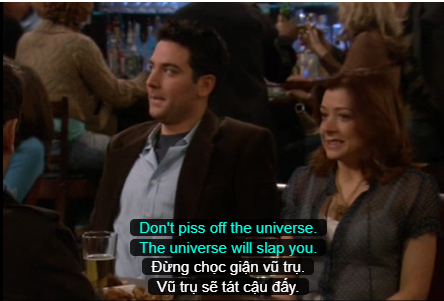 Don't piss off the universe.
The universe will slap you.
Đừng chọc giận vũ trụ.
Vũ trụ sẽ tát cậu đấy.